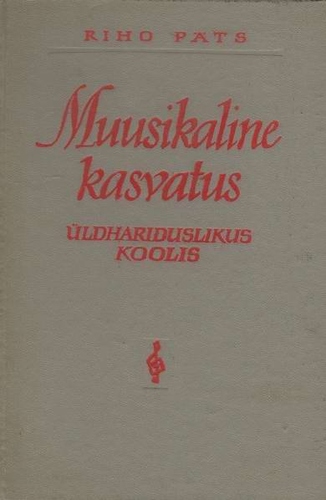 RIHO PÄTS
Muusikaline
kasvatus
ÜLDHARIDUSLIKUS
KOOLIS